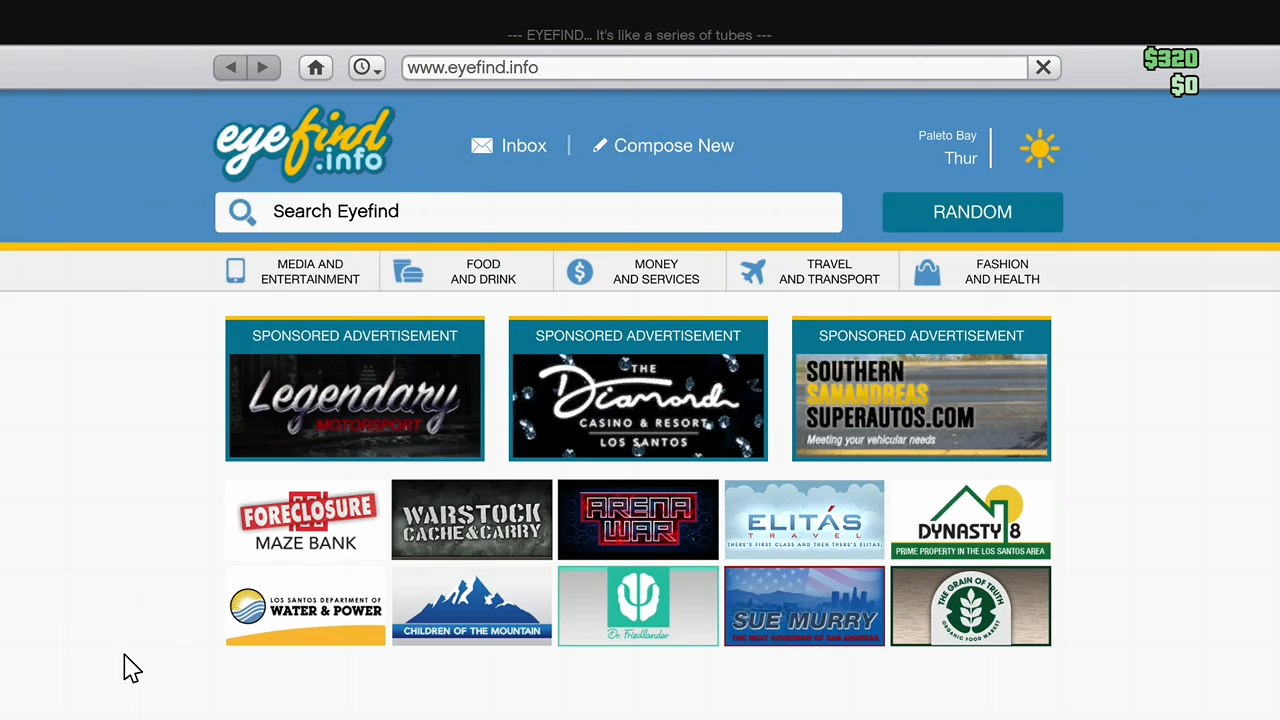 --- EYEFIND... It's like a series of tubes ---
www.eyefind.info
$320
$0
eyefind
.info
Inbox
Compose New
Paleto Bay
Thur
Search Eyefind
RANDOM
MEDIA AND
ENTERTAINMENT
FOOD
AND DRINK
MONEY
AND SERVICES
TRAVEL
AND TRANSPORT
FASHION
AND HEALTH
SPONSORED ADVERTISEMENT
Legendary
MOTORSPORT
SPONSORED ADVERTISEMENT
THE
Diamond
CASINO & RESORT
LOS SANTOS
SPONSORED ADVERTISEMENT
SOUTHERN
SANANDREAS
SUPERAUTOS.COM
Meeting your vehicular needs
FORECLOSURE
MAZE BANK
WARSTOCK
CACHE&CARRY
ARENA
WAR
ELITÁS
TRAVEL
THERE'S FIRST CLASS AND THEN THERE'S ELITAS.
DYNASTY 8
PRIME PROPERTY IN THE LOS SANTOS AREA
LOS SANTOS DEPARTMENT OF
WATER & POWER
CHILDREN OF THE MOUNTAIN
Dr. Friedlander
SUE MURRY
THE NEXT GOVERNOR OF SAN ANDREAS
THE GRAIN OF TRUTH
ORGANIC FOOD MARKET